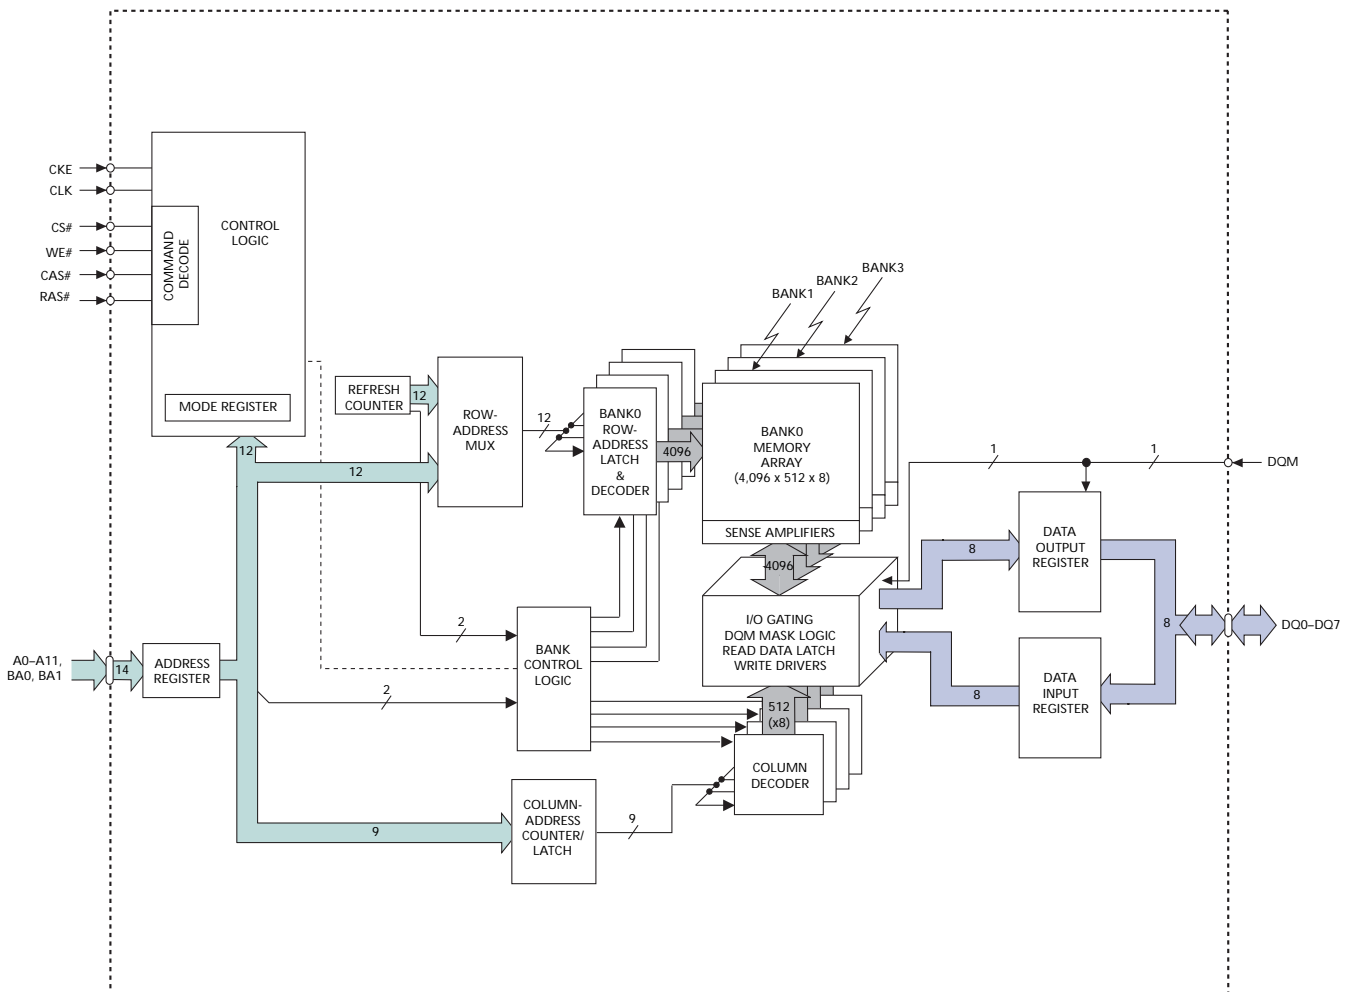 CKE
CLK
CS#
WE#
CAS#
RAS#
COMMAND
DECODE
CONTROL
LOGIC
MODE REGISTER
12
REFRESH
COUNTER
12
12
ROW-
ADDRESS
MUX
12
BANK0
ROW-
ADDRESS
LATCH
&
DECODER
4096
BANK1
BANK2
BANK3
BANK0
MEMORY
ARRAY
(4,096 x 512 x 8)
SENSE AMPLIFIERS
4096
I/O GATING
DQM MASK LOGIC
READ DATA LATCH
WRITE DRIVERS
1
1
DQM
DATA
OUTPUT
REGISTER
8
8
DQ0–DQ7
DATA
INPUT
REGISTER
8
A0–A11,
BA0, BA1
14
ADDRESS
REGISTER
2
2
BANK
CONTROL
LOGIC
512
(x8)
COLUMN
DECODER
9
COLUMN-
ADDRESS
COUNTER/
LATCH
9